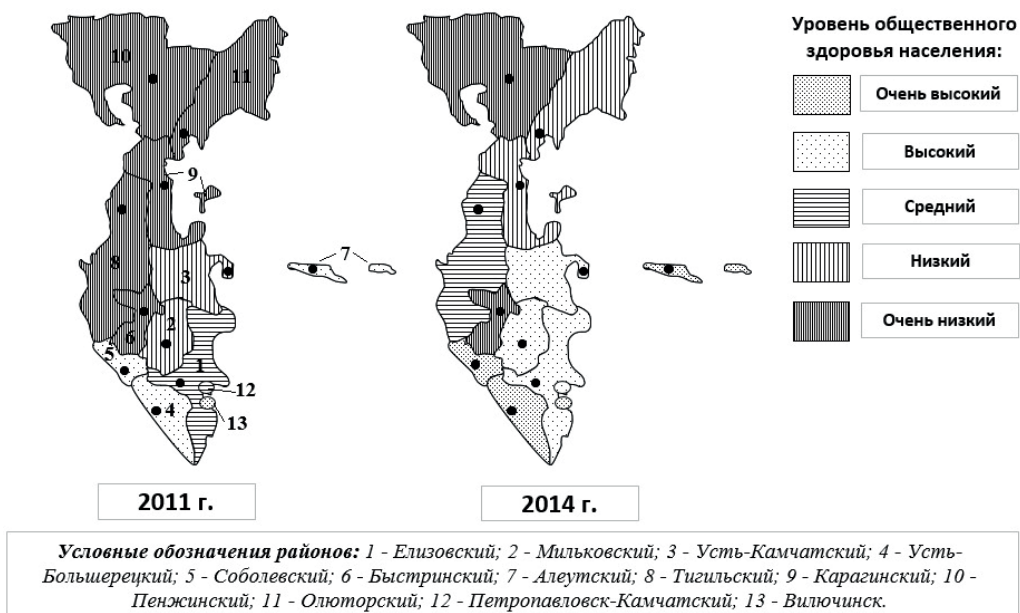 Уровень общественного
здоровья населения:
Очень высокий
Высокий
Средний
Низкий
Очень низкий
10
11
9
8
3
7
2
6
1
5
12
4
13
2011 г.
2014 г.
Условные обозначения районов: 1 - Елизовский; 2 - Мильковский; 3 - Усть-Камчатский; 4 - Усть-
Большерецкий; 5 - Соболевский; 6 - Быстринский; 7 - Алеутский; 8 - Тигильский; 9 - Карагинский; 10 -
Пенжинский; 11 - Олюторский; 12 - Петропавловск-Камчатский; 13 - Вилючинск.